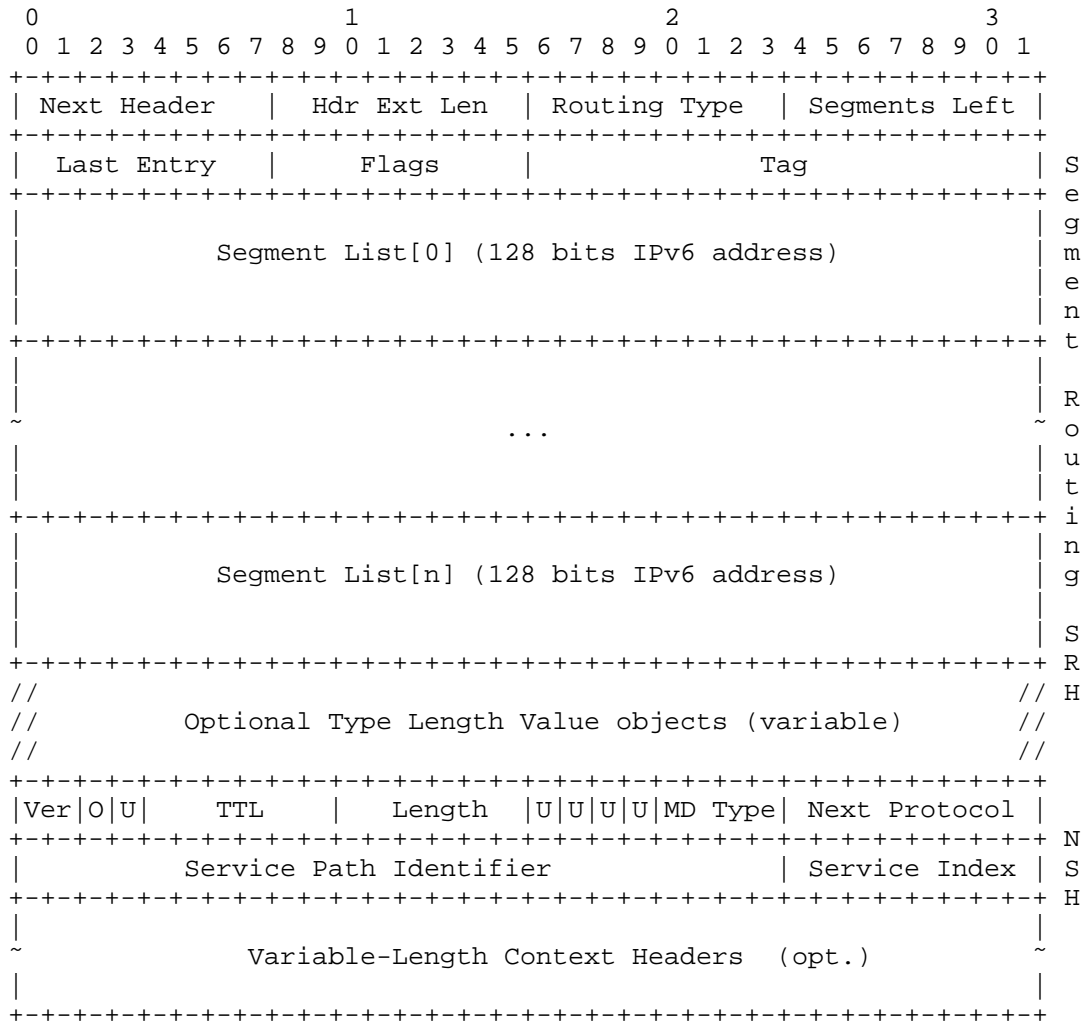 0                   1                   2                   3
 0 1 2 3 4 5 6 7 8 9 0 1 2 3 4 5 6 7 8 9 0 1 2 3 4 5 6 7 8 9 0 1
+-+-+-+-+-+-+-+-+-+-+-+-+-+-+-+-+-+-+-+-+-+-+-+-+-+-+-+-+-+-+-+-+
| Next Header   |  Hdr Ext Len  | Routing Type  | Segments Left |
+-+-+-+-+-+-+-+-+-+-+-+-+-+-+-+-+-+-+-+-+-+-+-+-+-+-+-+-+-+-+-+-+
|  Last Entry   |     Flags     |              Tag              | S
+-+-+-+-+-+-+-+-+-+-+-+-+-+-+-+-+-+-+-+-+-+-+-+-+-+-+-+-+-+-+-+-+ e
|                                                               | g
|            Segment List[0] (128 bits IPv6 address)            | m
|                                                               | e
|                                                               | n
+-+-+-+-+-+-+-+-+-+-+-+-+-+-+-+-+-+-+-+-+-+-+-+-+-+-+-+-+-+-+-+-+ t
|                                                               |
|                                                               | R
~                              ...                              ~ o
|                                                               | u
|                                                               | t
+-+-+-+-+-+-+-+-+-+-+-+-+-+-+-+-+-+-+-+-+-+-+-+-+-+-+-+-+-+-+-+-+ i
|                                                               | n
|            Segment List[n] (128 bits IPv6 address)            | g
|                                                               |
|                                                               | S
+-+-+-+-+-+-+-+-+-+-+-+-+-+-+-+-+-+-+-+-+-+-+-+-+-+-+-+-+-+-+-+-+ R
//                                                             // H
//         Optional Type Length Value objects (variable)       //
//                                                             //
+-+-+-+-+-+-+-+-+-+-+-+-+-+-+-+-+-+-+-+-+-+-+-+-+-+-+-+-+-+-+-+-+
|Ver|O|U|    TTL    |   Length  |U|U|U|U|MD Type| Next Protocol |
+-+-+-+-+-+-+-+-+-+-+-+-+-+-+-+-+-+-+-+-+-+-+-+-+-+-+-+-+-+-+-+-+ N
|          Service Path Identifier              | Service Index | S
+-+-+-+-+-+-+-+-+-+-+-+-+-+-+-+-+-+-+-+-+-+-+-+-+-+-+-+-+-+-+-+-+ H
|                                                               |
~              Variable-Length Context Headers  (opt.)          ~
|                                                               |
+-+-+-+-+-+-+-+-+-+-+-+-+-+-+-+-+-+-+-+-+-+-+-+-+-+-+-+-+-+-+-+-+